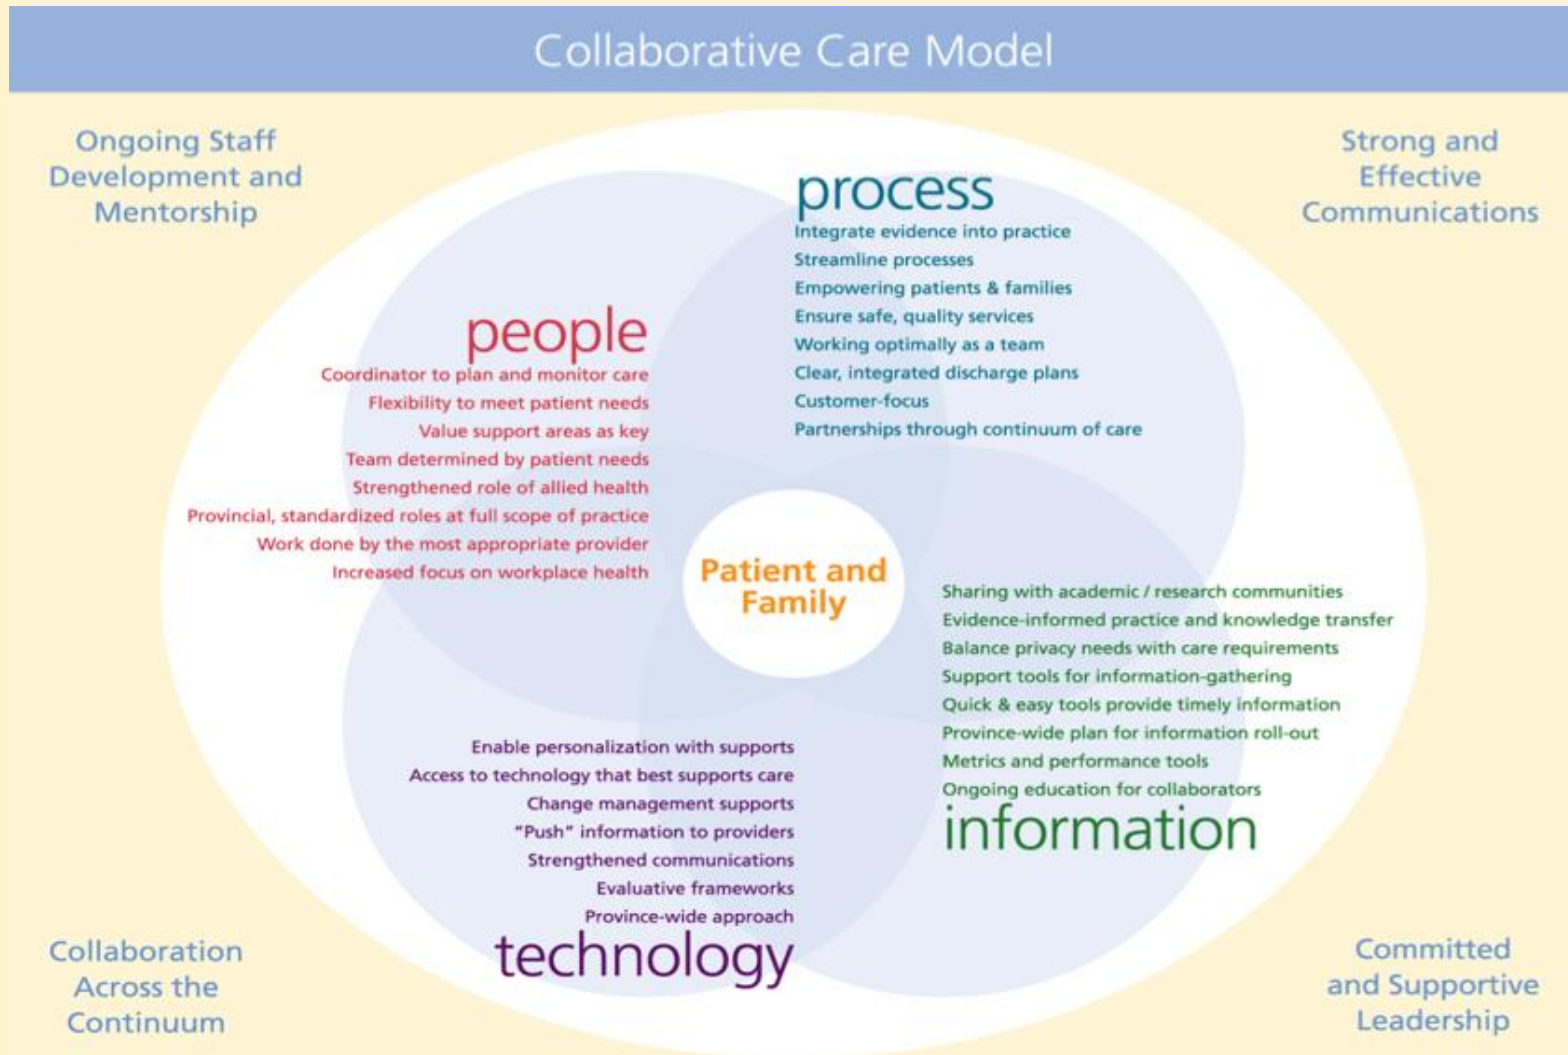 Collaborative Care Model
Ongoing Staff
Development and
Mentorship
Strong and
Effective
Communications
process
Integrate evidence into practice
Streamline processes
Empowering patients & families
Ensure safe, quality services
Working optimally as a team
Clear, integrated discharge plans
Customer-focus
Partnerships through continuum of care
people
Coordinator to plan and monitor care
Flexibility to meet patient needs
Value support areas as key
Team determined by patient needs
Strengthened role of allied health
Provincial, standardized roles at full scope of practice
Work done by the most appropriate provider
Increased focus on workplace health
Patient and
Family
Sharing with academic / research communities
Evidence-informed practice and knowledge transfer
Balance privacy needs with care requirements
Support tools for information-gathering
Quick & easy tools provide timely information
Province-wide plan for information roll-out
Metrics and performance tools
Ongoing education for collaborators
information
Enable personalization with supports
Access to technology that best supports care
Change management supports
“Push” information to providers
Strengthened communications
Evaluative frameworks
Province-wide approach
technology
Collaboration
Across the
Continuum
Committed
and Supportive
Leadership